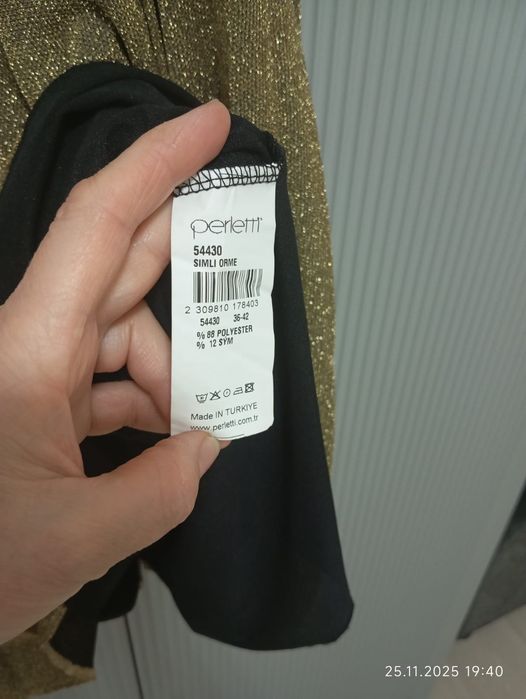 perletti
54430
SIMLI ORME
2 309810 178403
54430 36-42
% 88 POLYESTER
% 12 SYM
Made IN TURKIYE
www.perletti.com.tr
25.11.2025 19:40